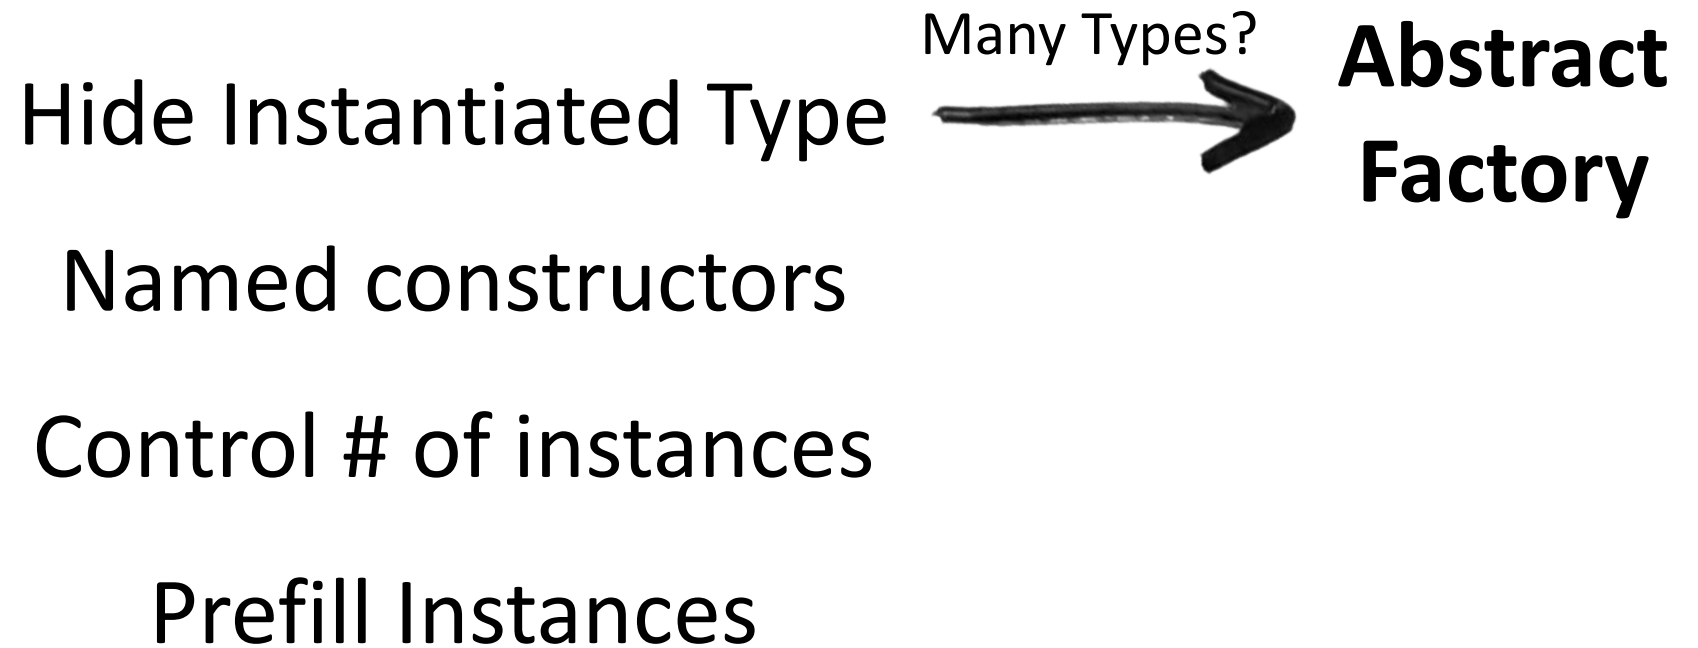 Many Types?
Hide Instantiated Type
Abstract
Factory
Named constructors
Control # of instances
Prefill Instances